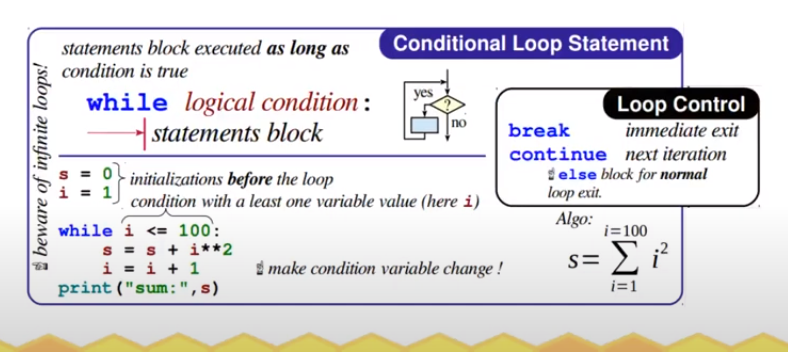 Conditional Loop Statement
statements block executed as long as
condition is true
while logical condition:
statements block
yes
?
no
beware of infinite loops!
Loop Control
break immediate exit
continue next iteration
else block for normal
loop exit.
s = 0
i = 1
initializations before the loop
condition with a least one variable value (here i)
while i <= 100:
s = s + i**2
i = i + 1
make condition variable change !
print("sum:",s)
Algo:
i=100
s= ∑ i²
i=1